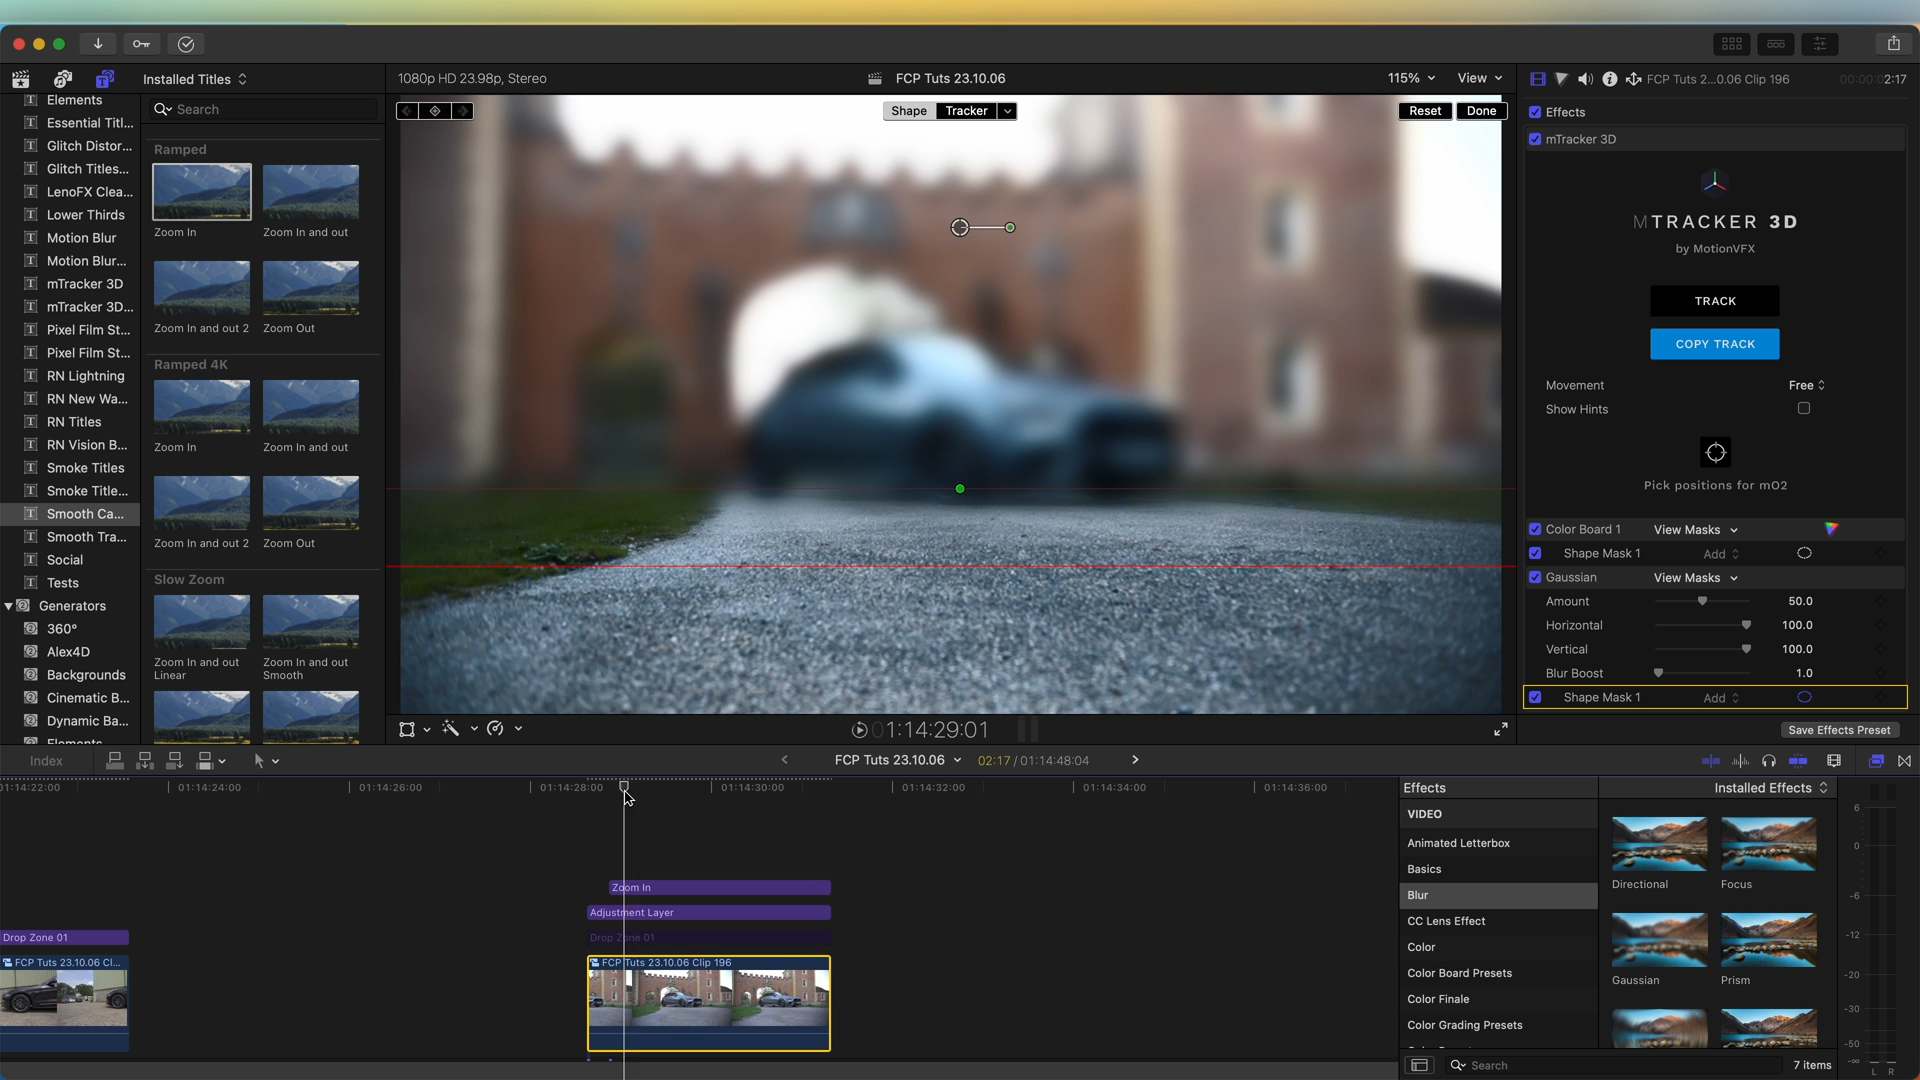 Installed Titles
1080p HD 23.98p, Stereo
FCP Tuts 23.10.06
115%
View
FCP Tuts 2...0.06 Clip 196
00:00:02:17
Elements
Essential Titl...
Glitch Distor...
Glitch Titles...
LenoFX Clea...
Lower Thirds
Motion Blur
Motion Blur...
mTracker 3D
mTracker 3D...
Pixel Film St...
Pixel Film St...
RN Lightning
RN New Wa...
RN Titles
RN Vision B...
Smoke Titles
Smoke Title...
Smooth Ca...
Smooth Tra...
Social
Tests
Generators
360°
Alex4D
Backgrounds
Cinematic B...
Dynamic Ba...
Elements
Search
Ramped
Zoom In
Zoom In and out
Zoom In and out 2
Zoom Out
Ramped 4K
Zoom In
Zoom In and out
Zoom In and out 2
Zoom Out
Slow Zoom
Zoom In and out
Linear
Zoom In and out
Smooth
Shape
Tracker
Reset
Done
Effects
mTracker 3D
MTRACKER 3D
by MotionVFX
TRACK
COPY TRACK
Movement
Free
Show Hints
Pick positions for mO2
Color Board 1
View Masks
Shape Mask 1
Add
Gaussian
View Masks
Amount
50.0
Horizontal
100.0
Vertical
100.0
Blur Boost
1.0
Shape Mask 1
Add
Save Effects Preset
01:14:29:01
Index
FCP Tuts 23.10.06
02:17 / 01:14:48:04
01:14:22:00
01:14:24:00
01:14:26:00
01:14:28:00
01:14:30:00
01:14:32:00
01:14:34:00
01:14:36:00
Zoom In
Adjustment Layer
Drop Zone 01
Drop Zone 01
FCP Tuts 23.10.06 Cl...
FCP Tuts 23.10.06 Clip 196
Effects
Installed Effects
VIDEO
Animated Letterbox
Basics
Blur
CC Lens Effect
Color
Color Board Presets
Color Finale
Color Grading Presets
Directional
Focus
Gaussian
Prism
Search
7 items
6
0
-6
-12
-20
-30
-50
-∞
L
R